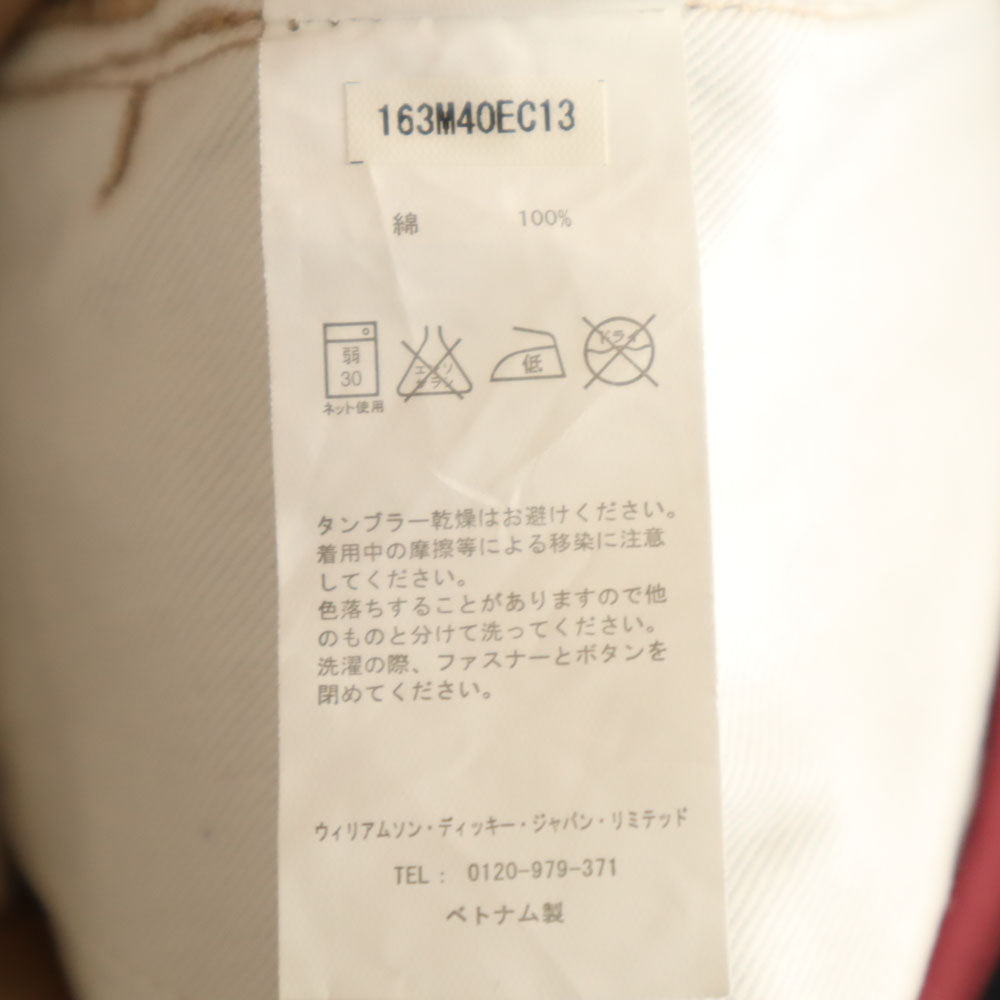 163M40EC13
綿 100%
弱
30
ネット使用
エンソ
サラシ
低
ドライ
タンブラー乾燥はお避けください。
着用中の摩擦等による移染に注意
してください。
色落ちすることがありますので他
のものと分けて洗ってください。
洗濯の際、ファスナーとボタンを
閉めてください。
ウィリアムソン・ディッキー・ジャパン・リミテッド
TEL : 0120-979-371
ベトナム製